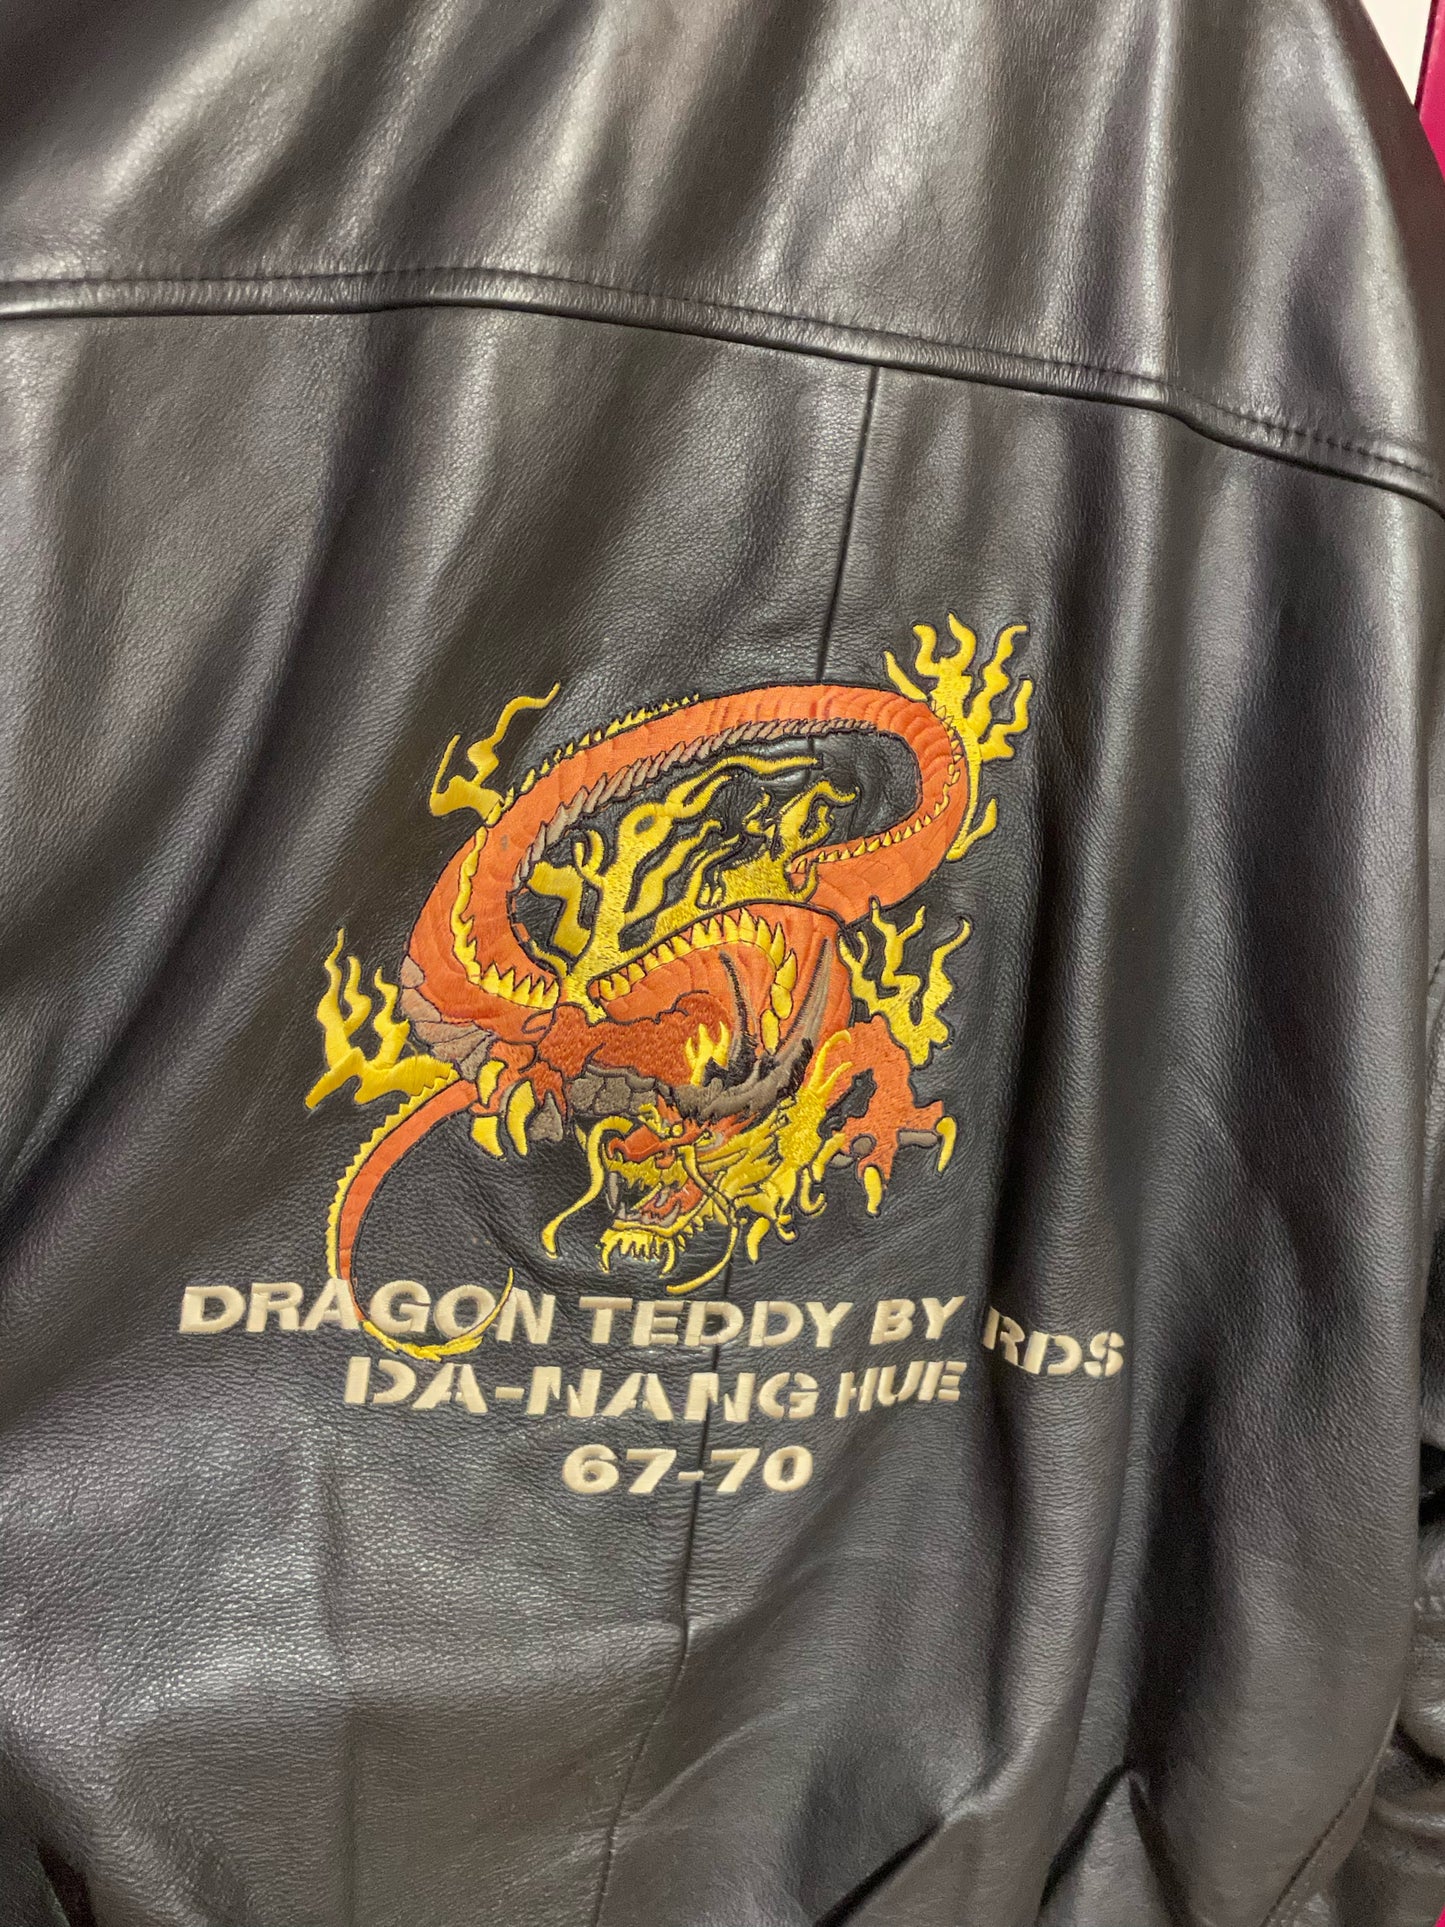 DRAGON TEDDY BY RDS
DA-NANG HUE
67-70